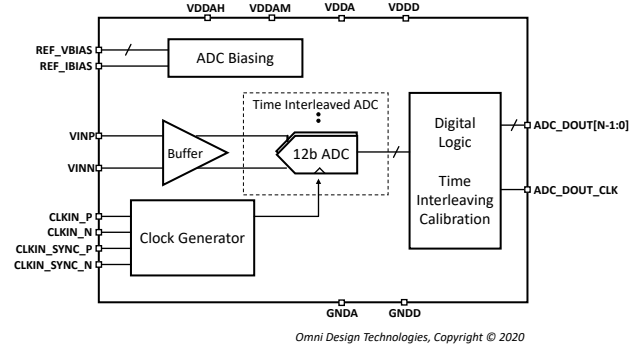 VDDAH VDDAM VDDA VDDD
REF_VBIAS
REF_IBIAS
ADC Biasing
Time Interleaved ADC
VINP
VINN
Buffer
12b ADC
Digital
Logic
Time
Interleaving
Calibration
ADC_DOUT[N-1:0]
ADC_DOUT_CLK
CLKIN_P
CLKIN_N
CLKIN_SYNC_P
CLKIN_SYNC_N
Clock Generator
GNDA GNDD
Omni Design Technologies, Copyright © 2020